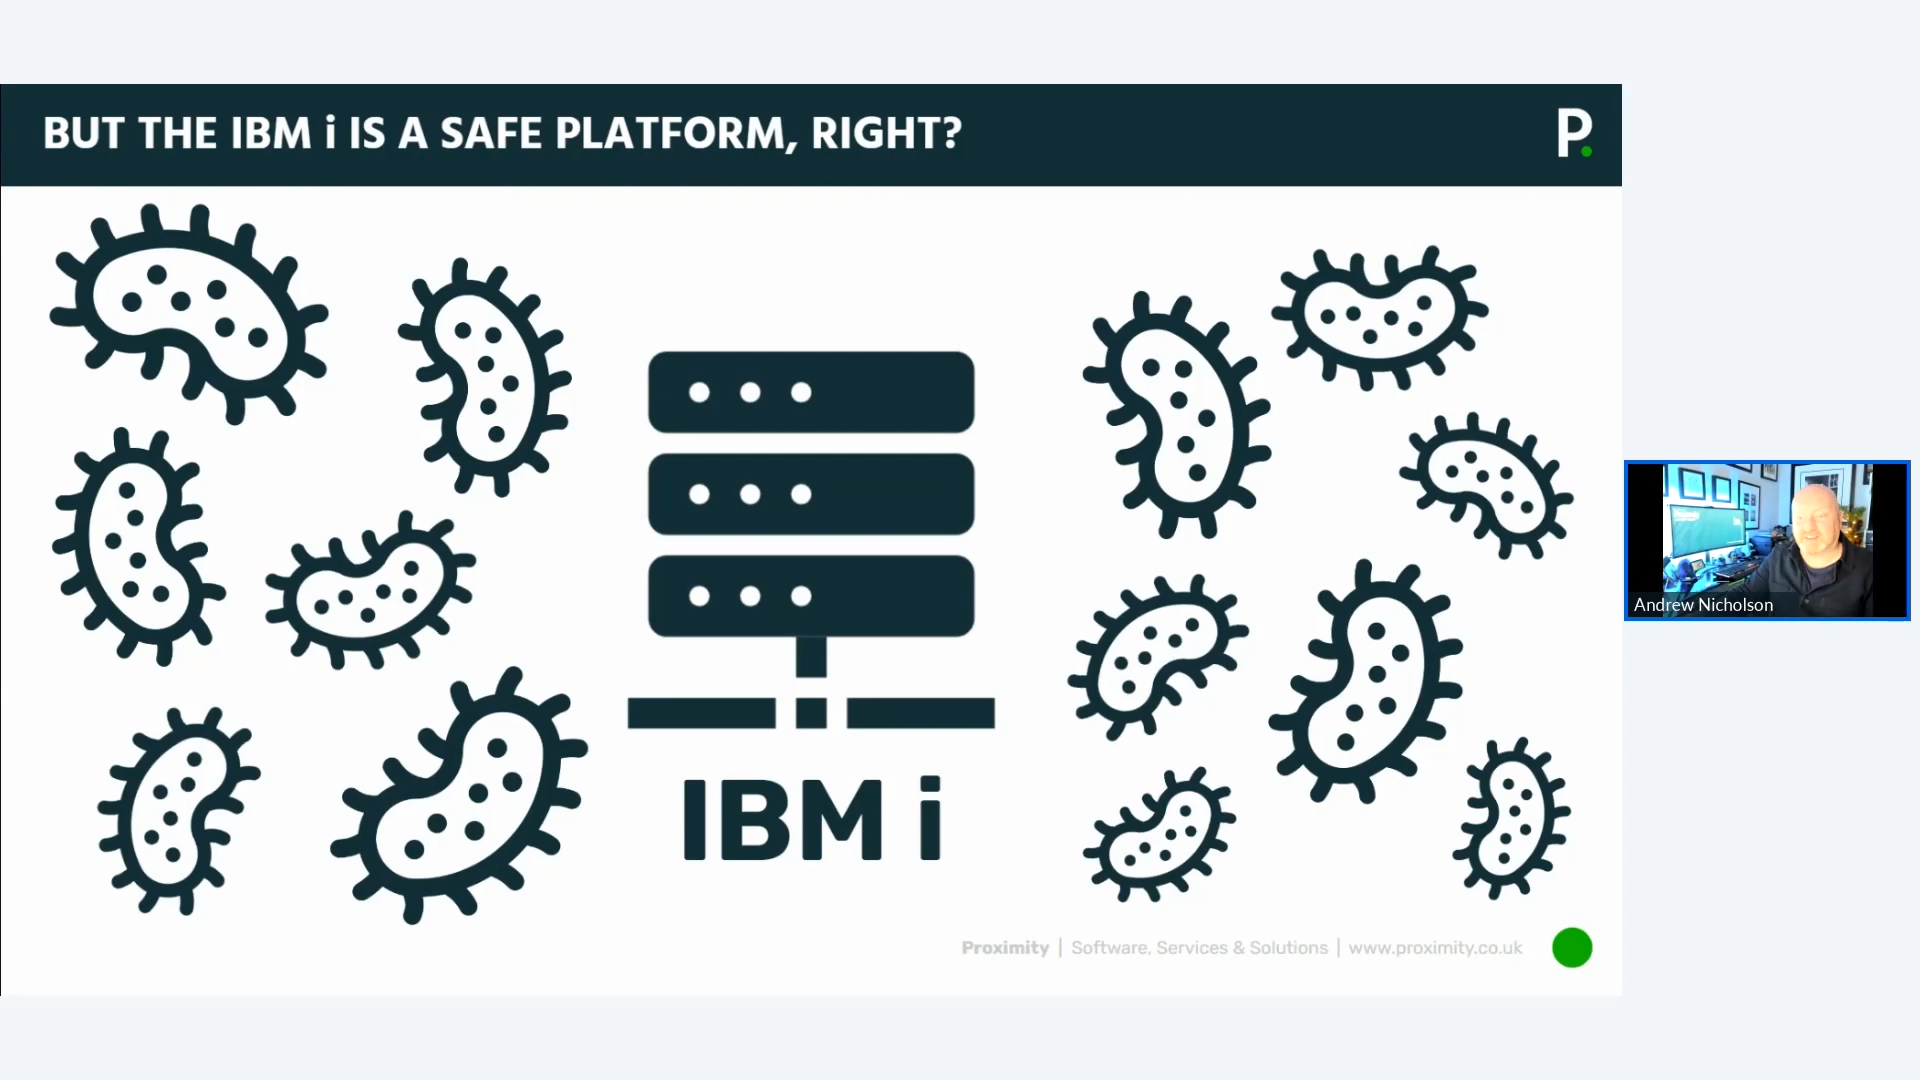 BUT THE IBM i IS A SAFE PLATFORM, RIGHT?
P.
IBM i
Andrew Nicholson
Proximity | Software, Services & Solutions | www.proximity.co.uk